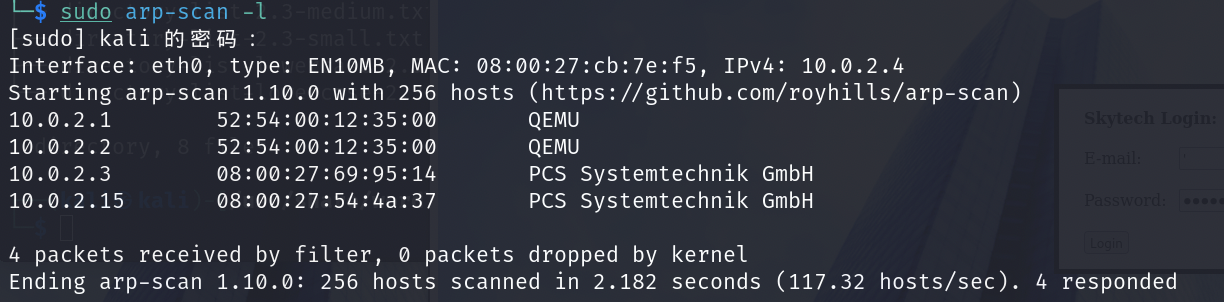 └─$ sudo arp-scan -l
[sudo] kali 的密码：
Interface: eth0, type: EN10MB, MAC: 08:00:27:cb:7e:f5, IPv4: 10.0.2.4
Starting arp-scan 1.10.0 with 256 hosts (https://github.com/royhills/arp-scan)
10.0.2.1 52:54:00:12:35:00 QEMU
10.0.2.2 52:54:00:12:35:00 QEMU
10.0.2.3 08:00:27:69:95:14 PCS Systemtechnik GmbH
10.0.2.15 08:00:27:54:4a:37 PCS Systemtechnik GmbH
4 packets received by filter, 0 packets dropped by kernel
Ending arp-scan 1.10.0: 256 hosts scanned in 2.182 seconds (117.32 hosts/sec). 4 responded
Skytech Login:
E-mail:
Password:
Login